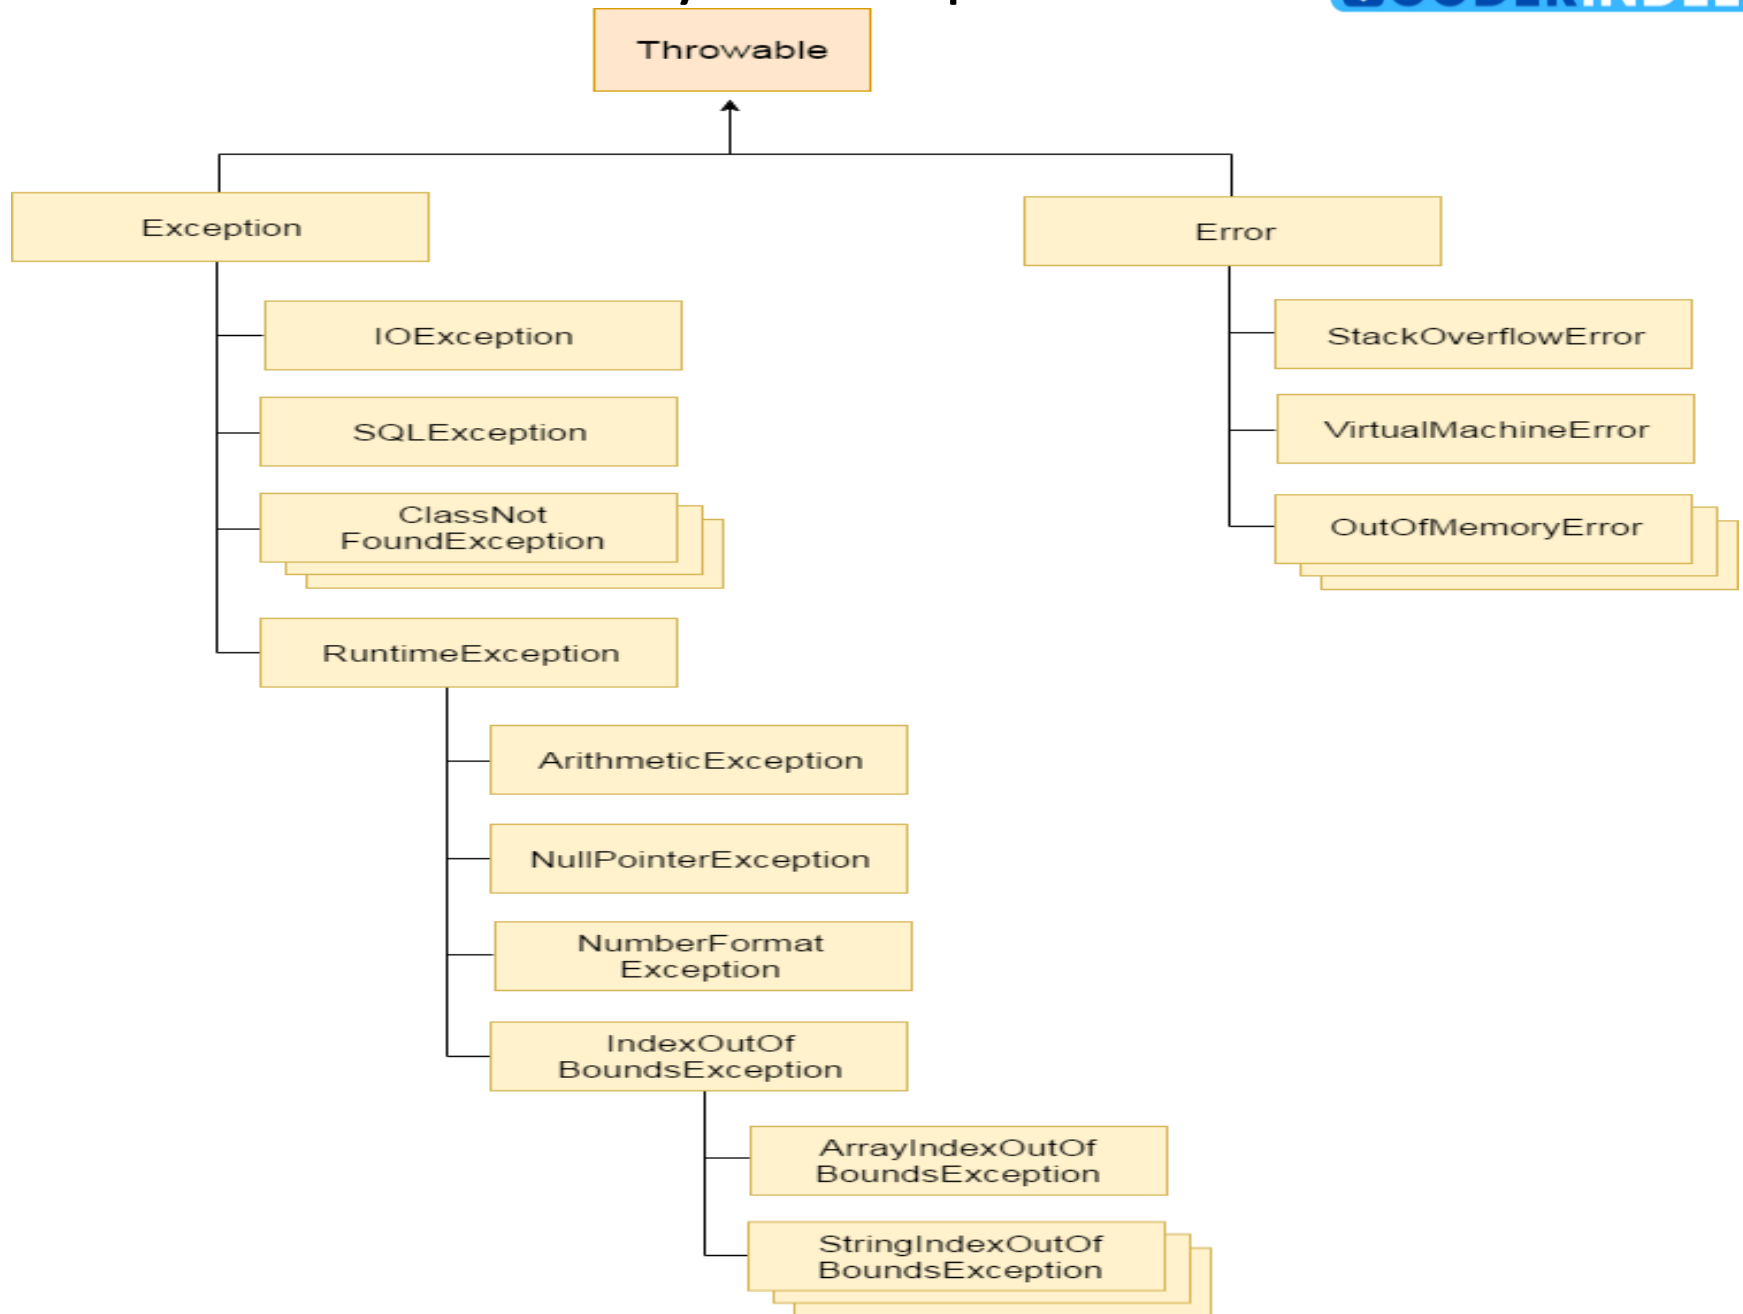 Throwable
Exception
Error
IOException
StackOverflowError
SQLException
VirtualMachineError
ClassNot
FoundException
OutOfMemoryError
RuntimeException
ArithmeticException
NullPointerException
NumberFormat
Exception
IndexOutOf
BoundsException
ArrayIndexOutOf
BoundsException
StringIndexOutOf
BoundsException